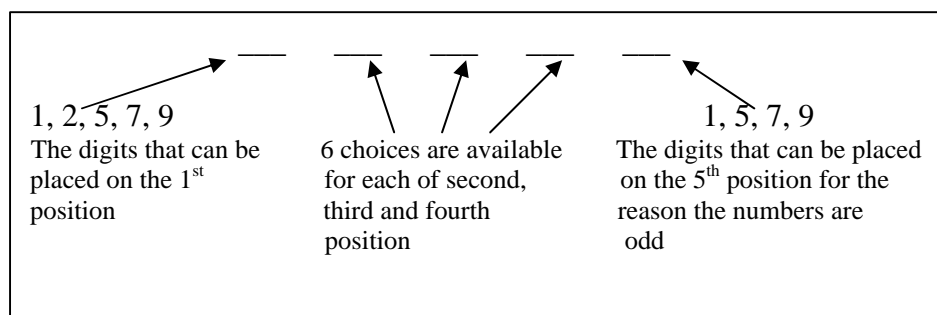 1, 2, 5, 7, 9
The digits that can be
placed on the 1st
position
6 choices are available
for each of second,
third and fourth
position
1, 5, 7, 9
The digits that can be placed
on the 5th position for the
reason the numbers are
odd